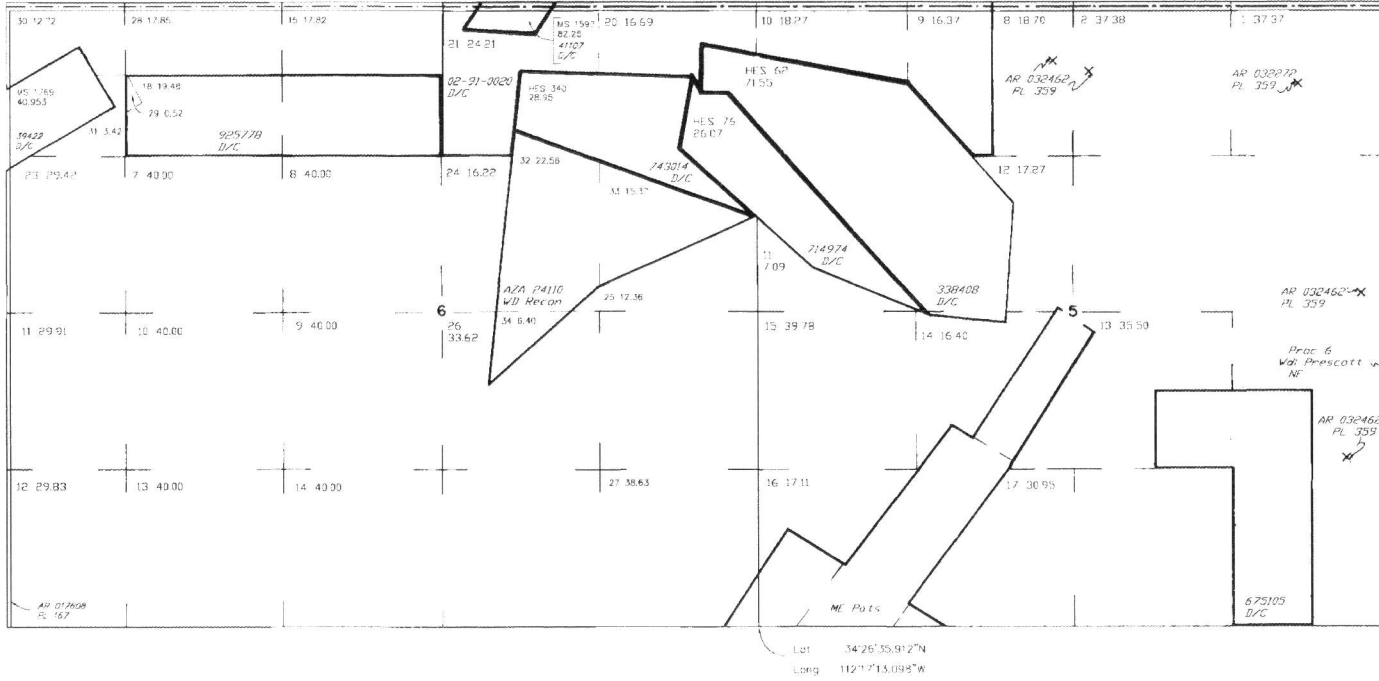 30 12.72
28 17.85
15 17.82
MS 1592
82.25
41107
D/C
20 16.69
10 18.27
9 16.37
8 18.70
2 37.38
1 37.37
21 24.21
HES 62
71.55
AR 032462
PL 359
AR 032272
PL 359
MS 1769
40.953
39422
D/C
18 19.48
29 0.52
31 3.42
925778
D/C
02-91-0020
D/C
HES 340
28.95
HES 76
26.07
23 29.42
7 40.00
8 40.00
24 16.22
32 22.58
743014
D/C
33 15.37
12 17.27
11
7.09
714974
D/C
AZA 24110
WD Recon
25 12.36
34 6.40
338408
D/C
AR 032462
PL 359
11 29.91
10 40.00
9 40.00
6
26
33.62
15 39.78
14 16.40
5
13 35.50
Proc 6
Wdl Prescott
NF
AR 032462
PL 359
12 29.83
13 40.00
14 40.00
27 38.63
16 17.11
17 30.95
AR 017608
PL 167
ME Pats
675105
D/C
Lat 34°26'35.912"N
Long 112°17'13.098"W